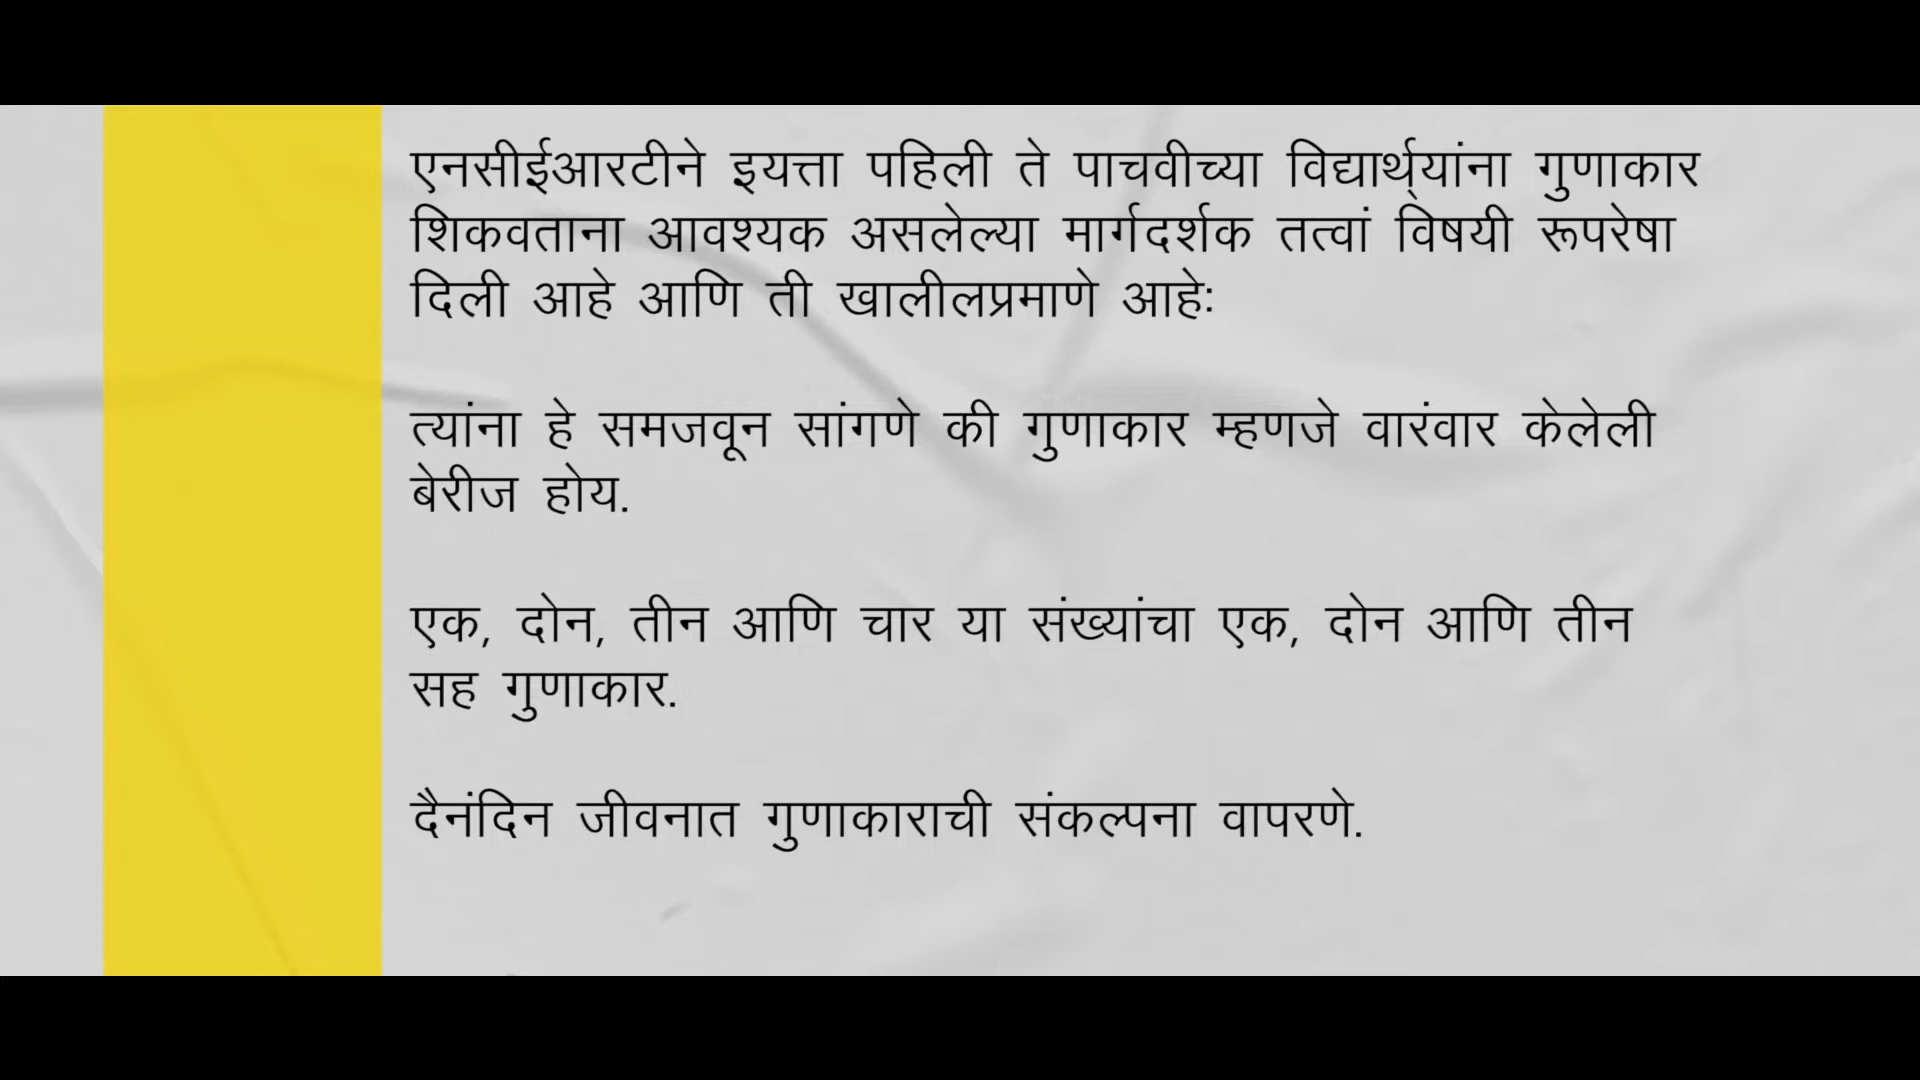 एनसीईआरटीने इयत्ता पहिली ते पाचवीच्या विद्यार्थ्यांना गुणाकार
शिकवताना आवश्यक असलेल्या मार्गदर्शक तत्वां विषयी रूपरेषा
दिली आहे आणि ती खालीलप्रमाणे आहे:
त्यांना हे समजवून सांगणे की गुणाकार म्हणजे वारंवार केलेली
बेरीज होय.
एक, दोन, तीन आणि चार या संख्यांचा एक, दोन आणि तीन
सह गुणाकार.
दैनंदिन जीवनात गुणाकाराची संकल्पना वापरणे.